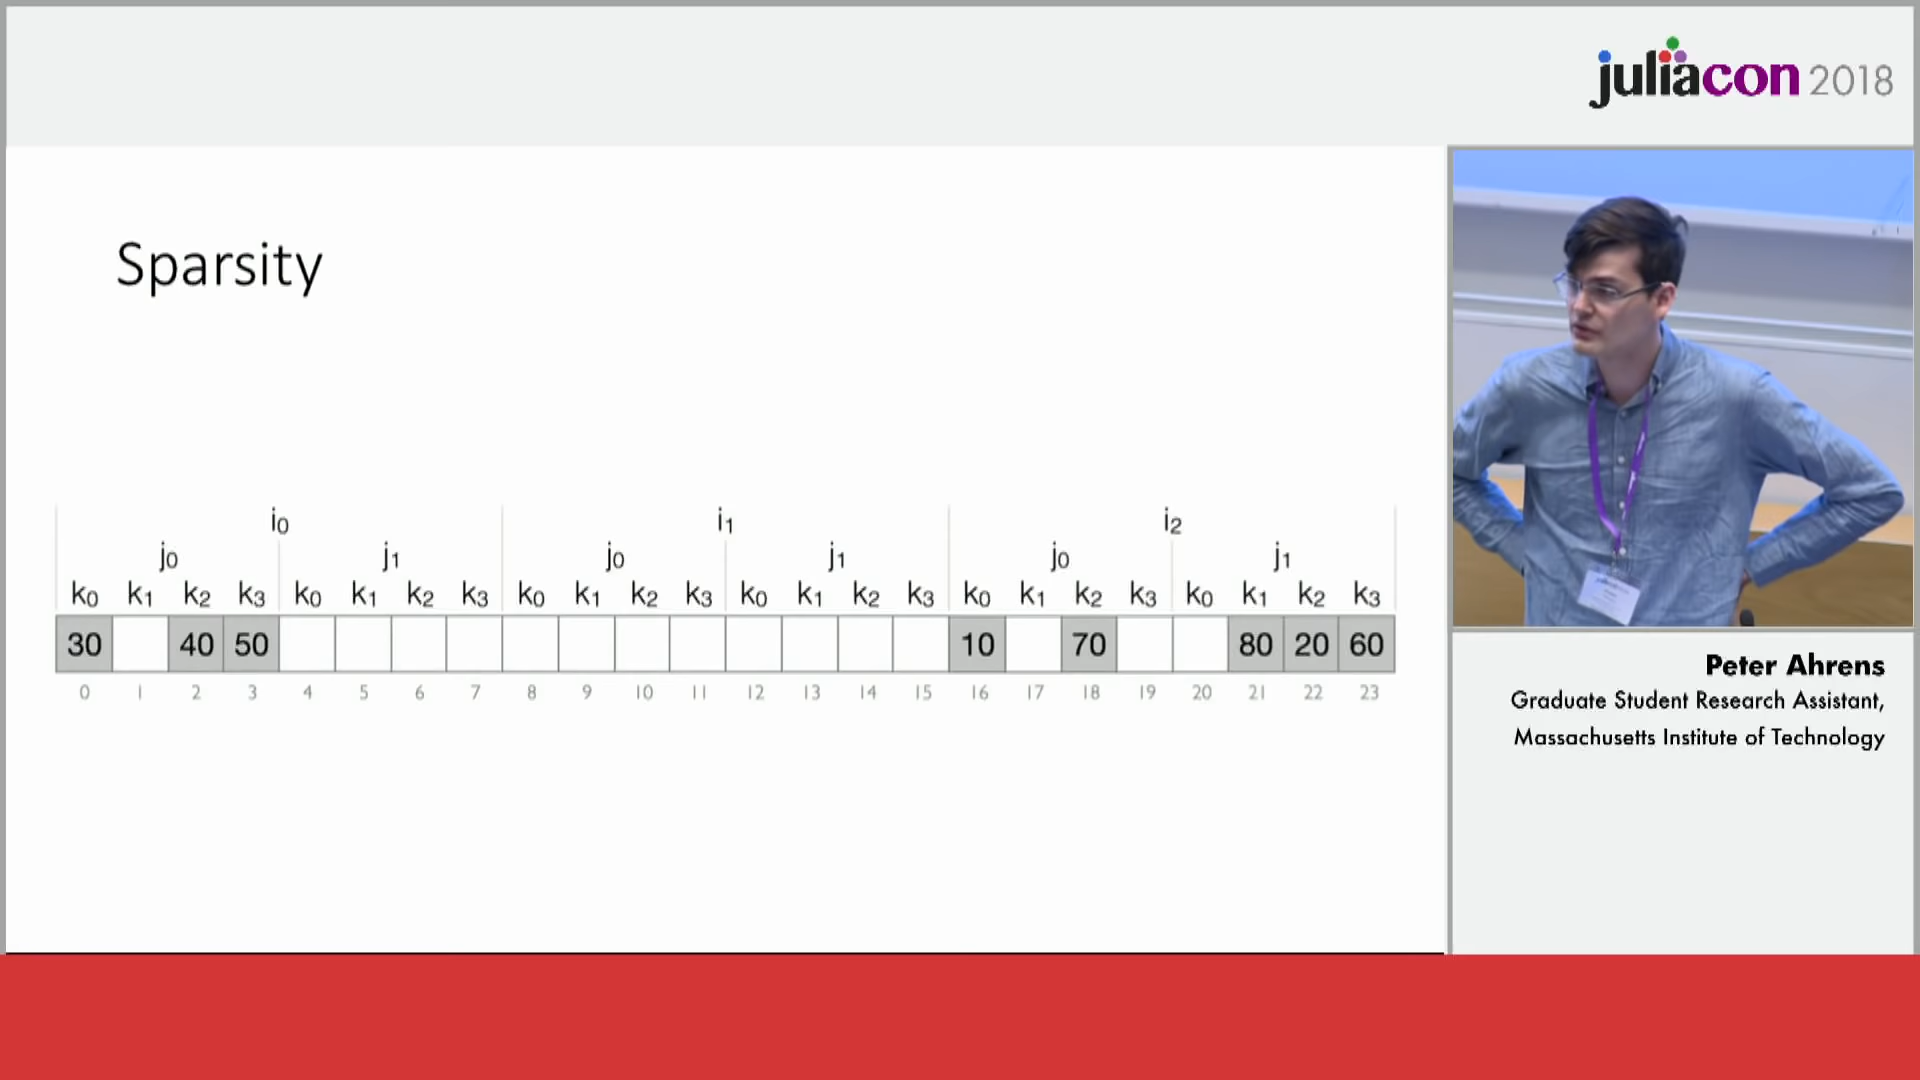 juliacon 2018
Sparsity
i0 i1 i2
j0 j1 j0 j1 j0 j1
k0 k1 k2 k3 k0 k1 k2 k3 k0 k1 k2 k3 k0 k1 k2 k3 k0 k1 k2 k3 k0 k1 k2 k3
30 40 50 10 70 80 20 60
0 1 2 3 4 5 6 7 8 9 10 11 12 13 14 15 16 17 18 19 20 21 22 23
Peter Ahrens
Graduate Student Research Assistant,
Massachusetts Institute of Technology